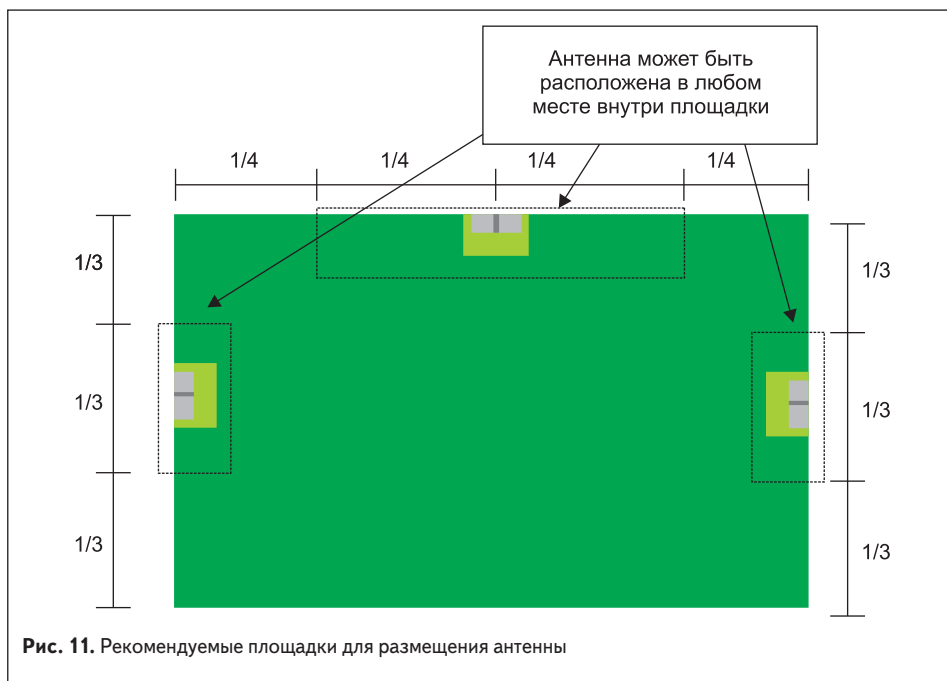 Антенна может быть
расположена в любом
месте внутри площадки
1/4 1/4 1/4 1/4
1/3
1/3
1/3
1/3
1/3
1/3
Рис. 11. Рекомендуемые площадки для размещения антенны